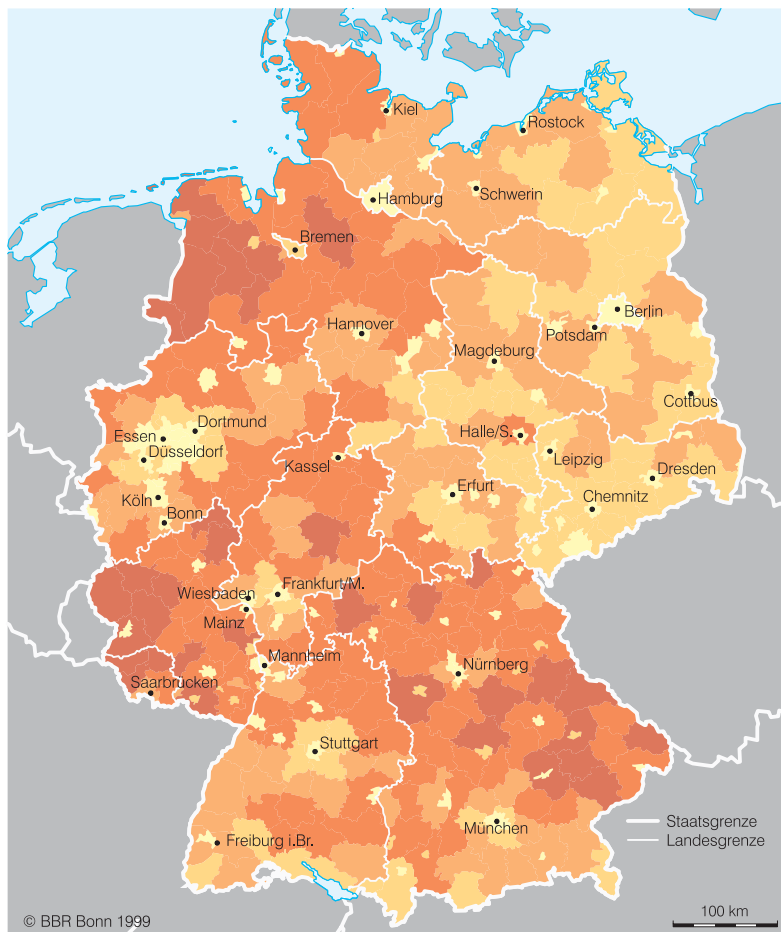 Kiel
Rostock
Hamburg
Schwerin
Bremen
Berlin
Hannover
Potsdam
Magdeburg
Cottbus
Dortmund
Essen
Halle/S.
Düsseldorf
Leipzig
Kassel
Dresden
Erfurt
Köln
Chemnitz
Bonn
Frankfurt/M.
Wiesbaden
Mainz
Mannheim
Nürnberg
Saarbrücken
Stuttgart
München
Staatsgrenze
Landesgrenze
Freiburg i.Br.
© BBR Bonn 1999
100 km